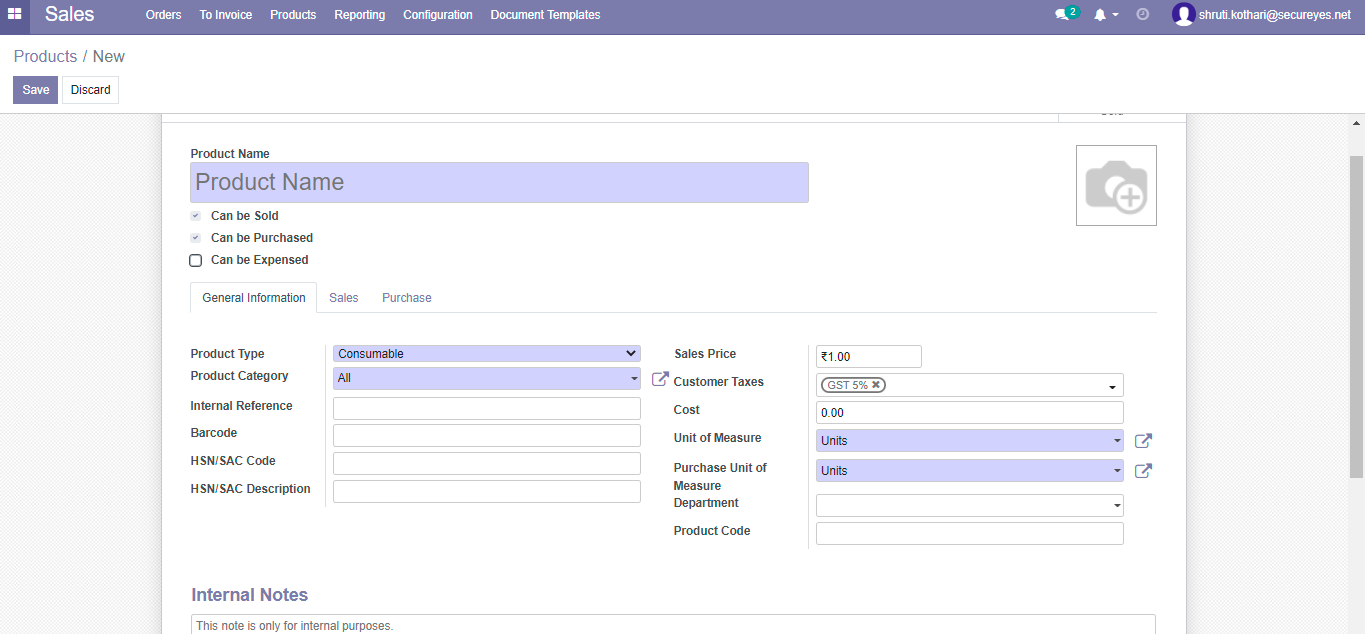 Sales Orders To Invoice Products Reporting Configuration Document Templates 2 shruti.kothari@secureyes.net
Products / New
Save Discard
Product Name
Product Name
Can be Sold
Can be Purchased
Can be Expensed
General Information Sales Purchase
Product Type Consumable Sales Price ₹1.00
Product Category All Customer Taxes GST 5% ✖
Internal Reference Cost 0.00
Barcode Unit of Measure Units
HSN/SAC Code Purchase Unit of Units
Measure
HSN/SAC Description Department
Product Code
Internal Notes
This note is only for internal purposes.